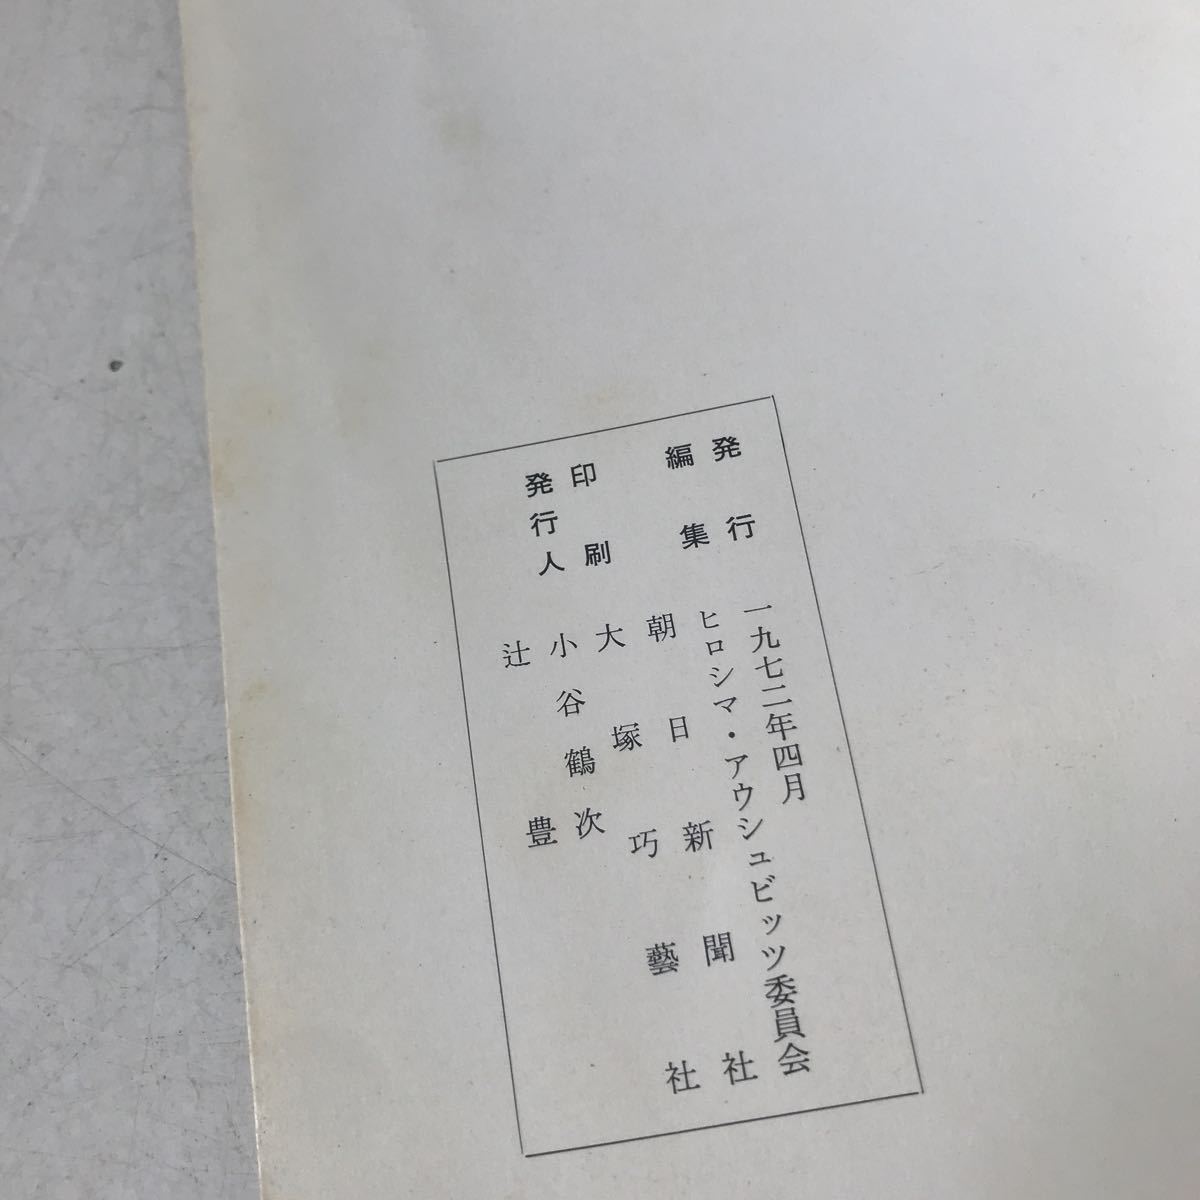 発行 一九七二年四月
編集 ヒロシマ・アウシュビッツ委員会
朝日新聞社
印刷 大塚巧藝社
発行人 小谷鶴次
辻豊